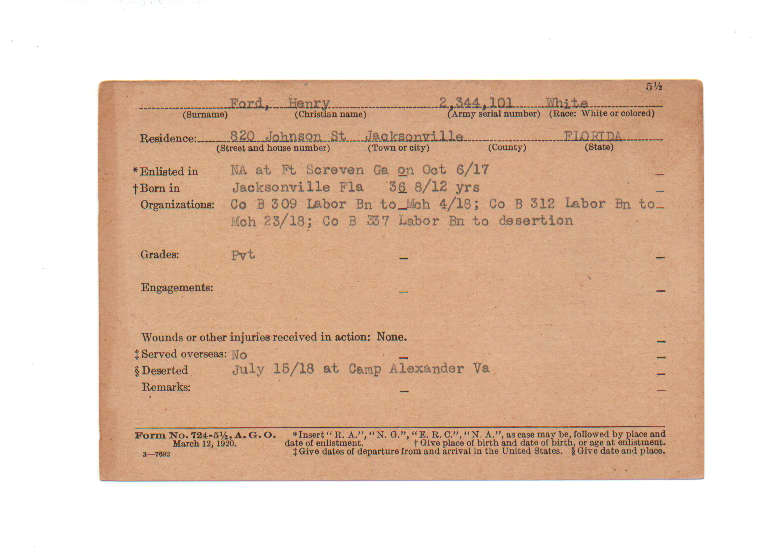 5½
Ford, Henry 2,344,101 White
(Surname) (Christian name) (Army serial number) (Race: White or colored)
Residence: 820 Johnson St Jacksonville FLORIDA
(Street and house number) (Town or city) (County) (State)
*Enlisted in NA at Ft Screven Ga on Oct 6/17
†Born in Jacksonville Fla 36 8/12 yrs
Organizations: Co B 309 Labor Bn to Mch 4/18; Co B 312 Labor Bn to
Mch 23/18; Co B 337 Labor Bn to desertion
Grades: Pvt
Engagements:
Wounds or other injuries received in action: None.
‡Served overseas: No
§Deserted July 15/18 at Camp Alexander Va
Remarks:
Form No. 724-5½, A. G. O. *Insert "R. A.", "N. G.", "E. R. C.", "N. A.", as case may be, followed by place and
March 12, 1920. date of enlistment. †Give place of birth and date of birth, or age at enlistment.
3—7692 ‡Give dates of departure from and arrival in the United States. §Give date and place.